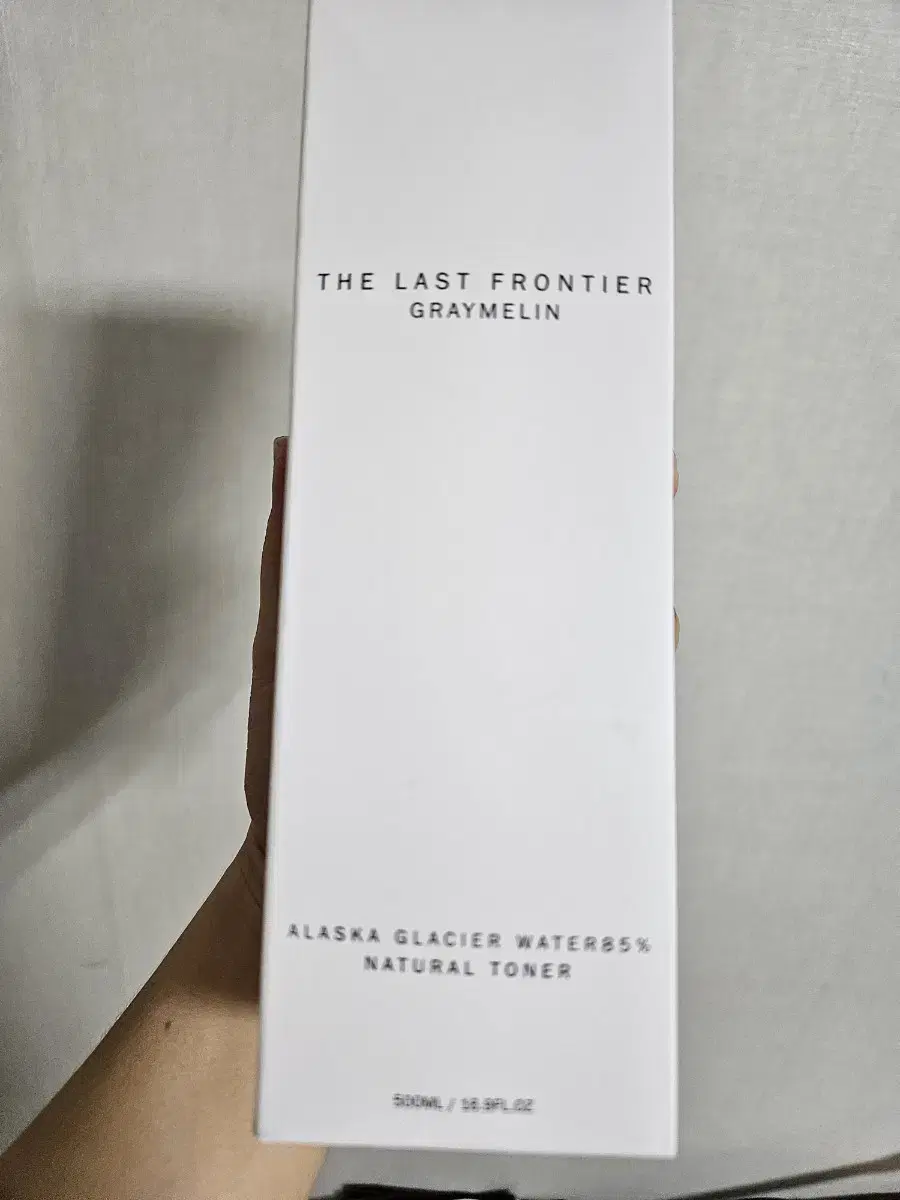 THE LAST FRONTIER
GRAYMELIN
ALASKA GLACIER WATER85%
NATURAL TONER
500ML / 16.9FL.OZ